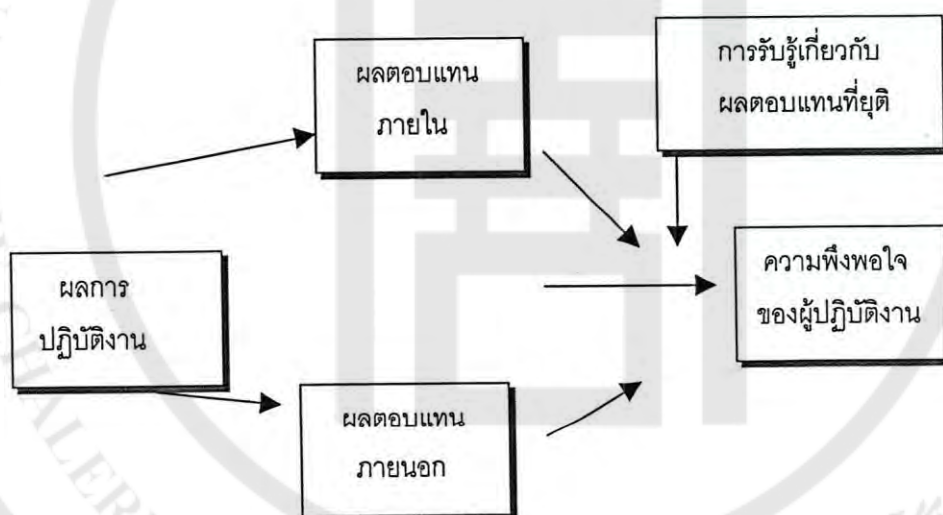 ผลตอบแทน
ภายใน
การรับรู้เกี่ยวกับ
ผลตอบแทนที่ยุติ
ผลการ
ปฏิบัติงาน
ความพึงพอใจ
ของผู้ปฏิบัติงาน
ผลตอบแทน
ภายนอก